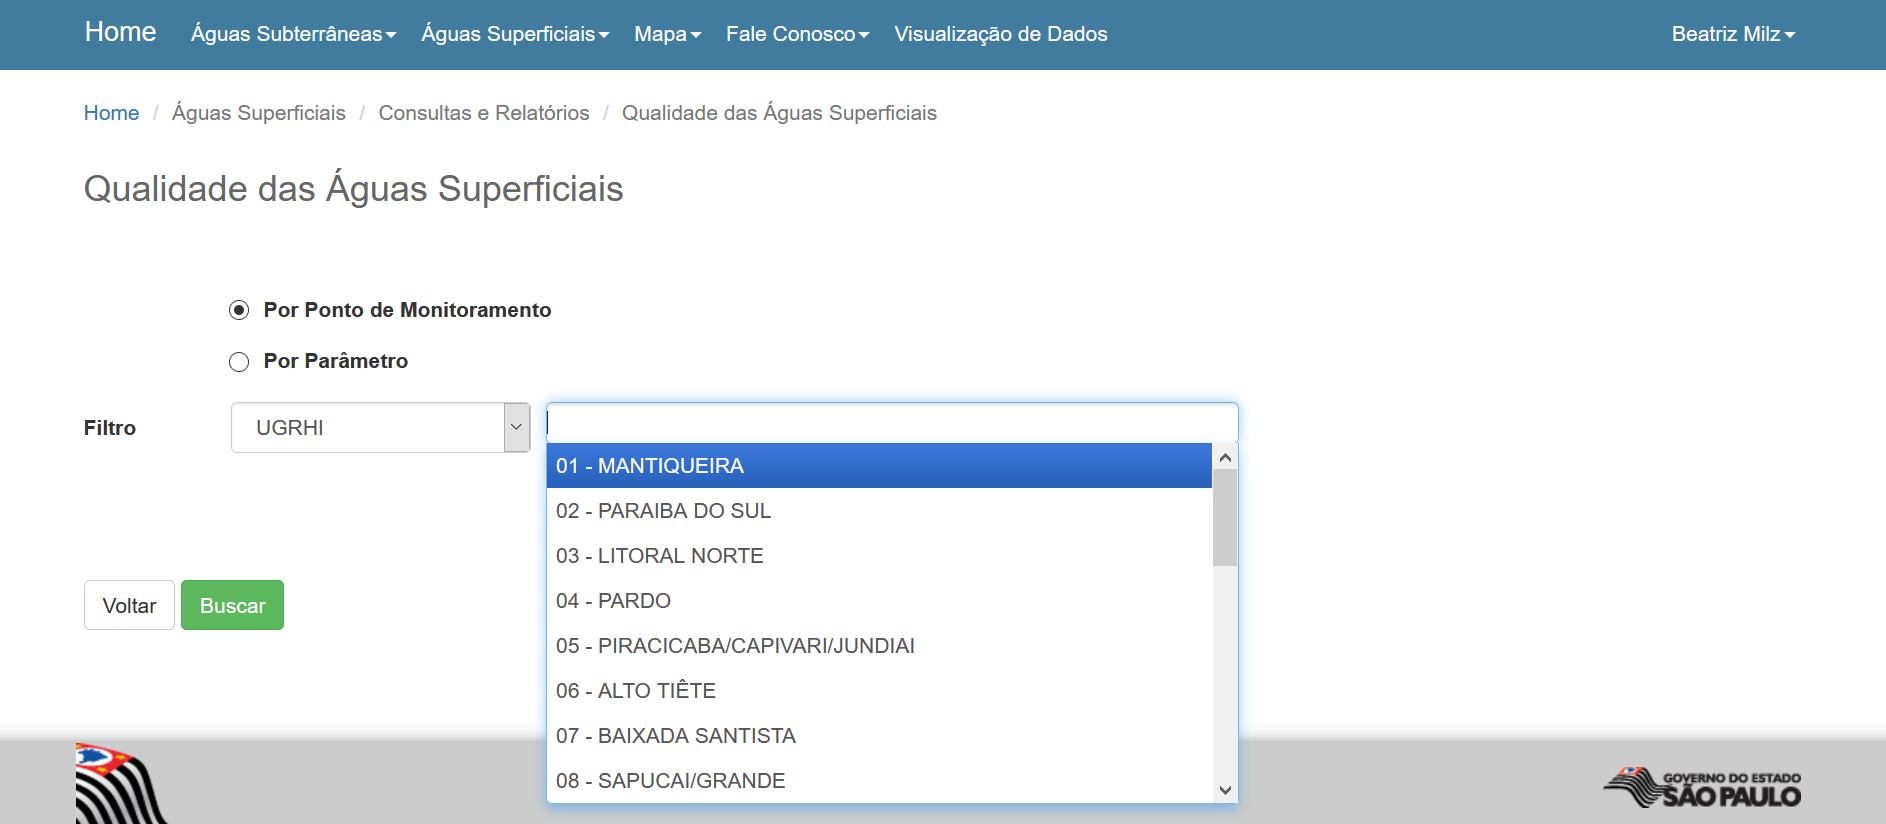 Home Águas Subterrâneas Águas Superficiais Mapa Fale Conosco Visualização de Dados Beatriz Milz
Home / Águas Superficiais / Consultas e Relatórios / Qualidade das Águas Superficiais
Qualidade das Águas Superficiais
Por Ponto de Monitoramento
Por Parâmetro
Filtro UGRHI
01 - MANTIQUEIRA
02 - PARAIBA DO SUL
03 - LITORAL NORTE
04 - PARDO
05 - PIRACICABA/CAPIVARI/JUNDIAI
06 - ALTO TIÊTE
07 - BAIXADA SANTISTA
08 - SAPUCAI/GRANDE
Voltar Buscar
GOVERNO DO ESTADO
SÃO PAULO